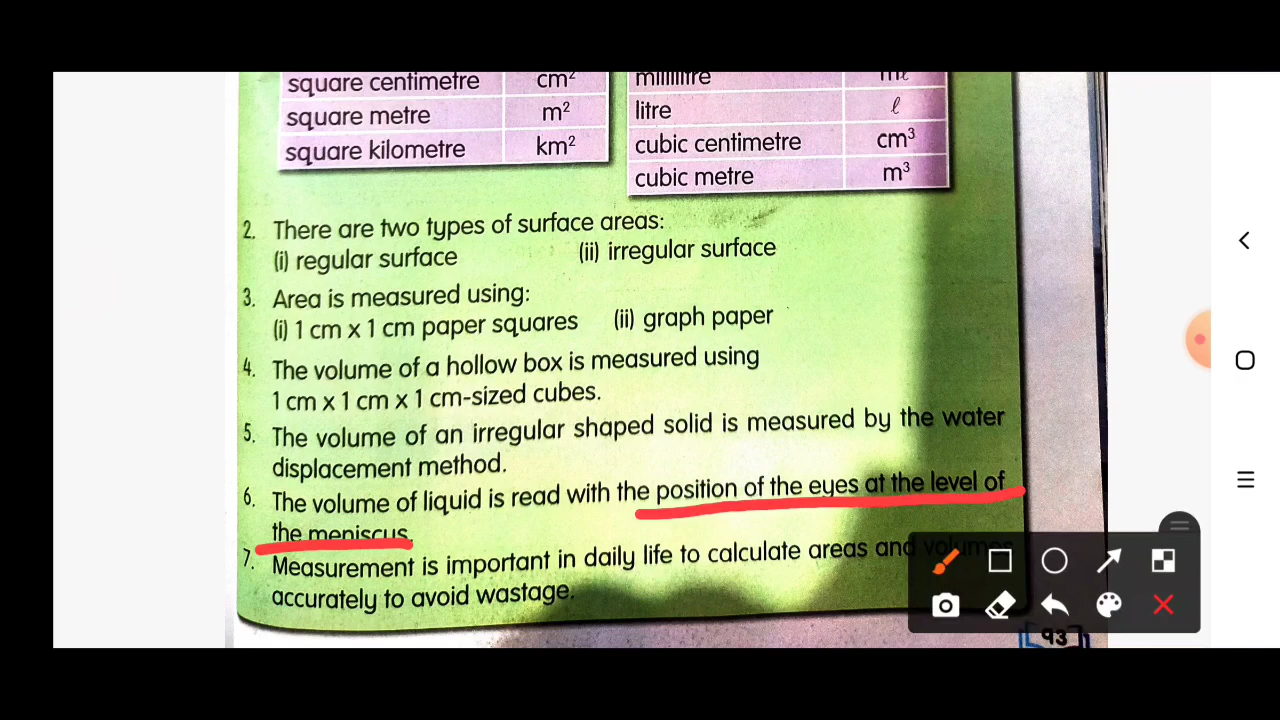 square centimetre cm²
square metre m²
square kilometre km²
millilitre mℓ
litre ℓ
cubic centimetre cm³
cubic metre m³
2. There are two types of surface areas:
(i) regular surface (ii) irregular surface
3. Area is measured using:
(i) 1 cm x 1 cm paper squares (ii) graph paper
4. The volume of a hollow box is measured using
1 cm x 1 cm x 1 cm-sized cubes.
5. The volume of an irregular shaped solid is measured by the water
displacement method.
6. The volume of liquid is read with the position of the eyes at the level of
the meniscus.
7. Measurement is important in daily life to calculate areas and volumes
accurately to avoid wastage.
93